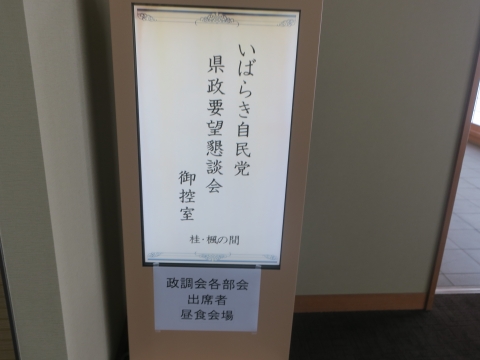 いばらき自民党
県政要望懇談会
御控室
桂・楓の間
政調会各部会
出席者
昼食会場